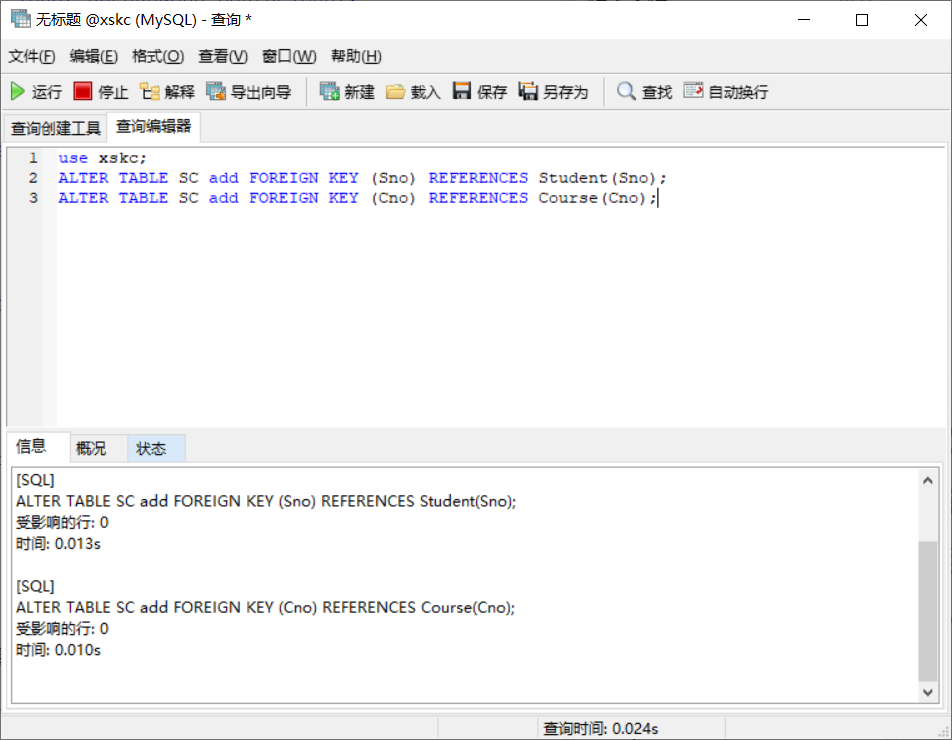 无标题 @xskc (MySQL) - 查询 *
文件(F) 编辑(E) 格式(O) 查看(V) 窗口(W) 帮助(H)
运行 停止 解释 导出向导 新建 载入 保存 另存为 查找 自动换行
查询创建工具 查询编辑器
1 use xskc;
2 ALTER TABLE SC add FOREIGN KEY (Sno) REFERENCES Student(Sno);
3 ALTER TABLE SC add FOREIGN KEY (Cno) REFERENCES Course(Cno);
信息 概况 状态
[SQL]
ALTER TABLE SC add FOREIGN KEY (Sno) REFERENCES Student(Sno);
受影响的行: 0
时间: 0.013s
[SQL]
ALTER TABLE SC add FOREIGN KEY (Cno) REFERENCES Course(Cno);
受影响的行: 0
时间: 0.010s
查询时间: 0.024s